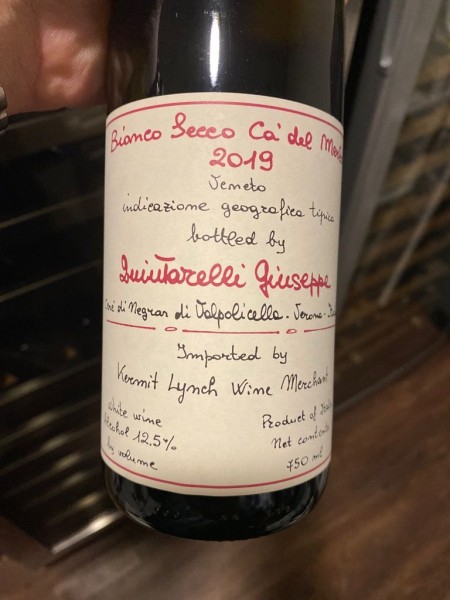 Bianco Secco Ca' del
2019
Veneto
indicazione geografica tipica
bottled by
Quintarelli Giuseppe
di Negrar di Valpolicella - Verona -
Imported by
Kermit Lynch Wine Merchant
white wine
alcohol 12.5%
by volume
Product of
Net contents
750 ml